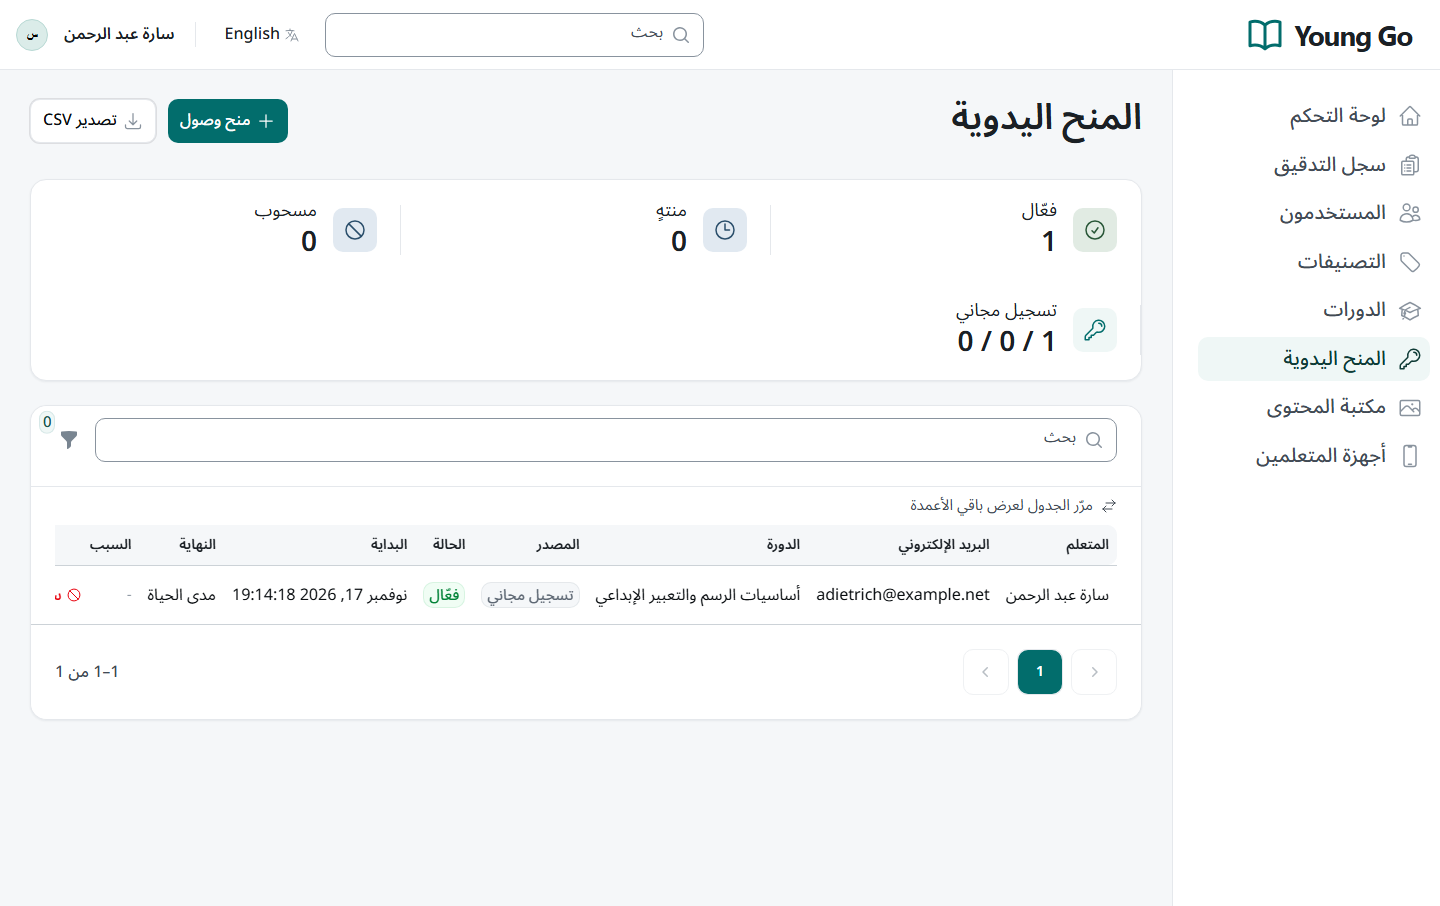 Young Go
بحث
English
سارة عبد الرحمن
س
لوحة التحكم
سجل التدقيق
المستخدمون
التصنيفات
الدورات
المنح اليدوية
مكتبة المحتوى
أجهزة المتعلمين
المنح اليدوية
منح وصول
تصدير CSV
فعّال
1
منتهٍ
0
مسحوب
0
تسجيل مجاني
1 / 0 / 0
بحث
0
مرّر الجدول لعرض باقي الأعمدة
المتعلم البريد الإلكتروني الدورة المصدر الحالة البداية النهاية السبب
سارة عبد الرحمن adietrich@example.net أساسيات الرسم والتعبير الإبداعي تسجيل مجاني فعّال نوفمبر 17, 2026 19:14:18 مدى الحياة -
1
1–1 من 1